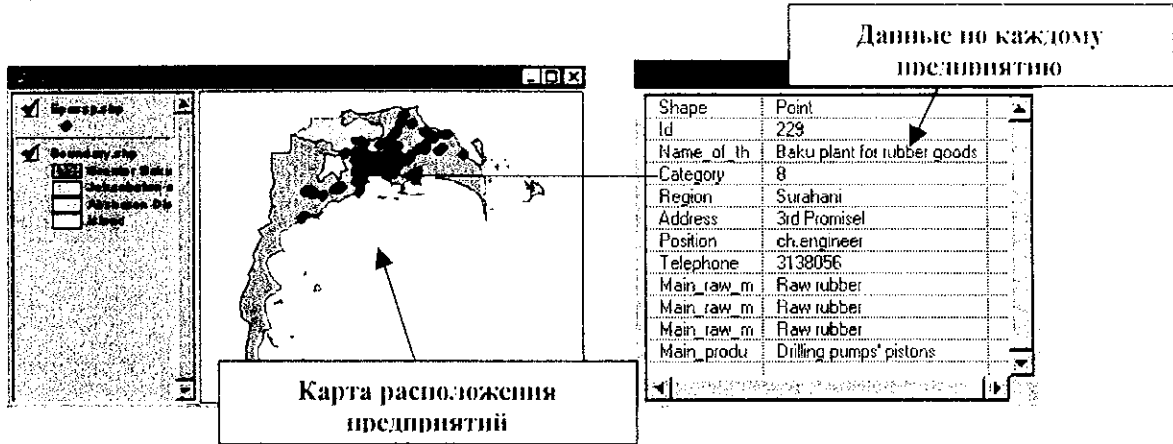 Данные по каждому
предприятию
Shape Point
Id 229
Name_of_th Baku plant for rubber goods
Category 8
Region Surahani
Address 3rd Promisel
Position ch.engineer
Telephone 3138056
Main_raw_m Raw rubber
Main_raw_m Raw rubber
Main_raw_m Raw rubber
Main_produ Drilling pumps' pistons
Boundary.shp
Карта расположения
предприятий